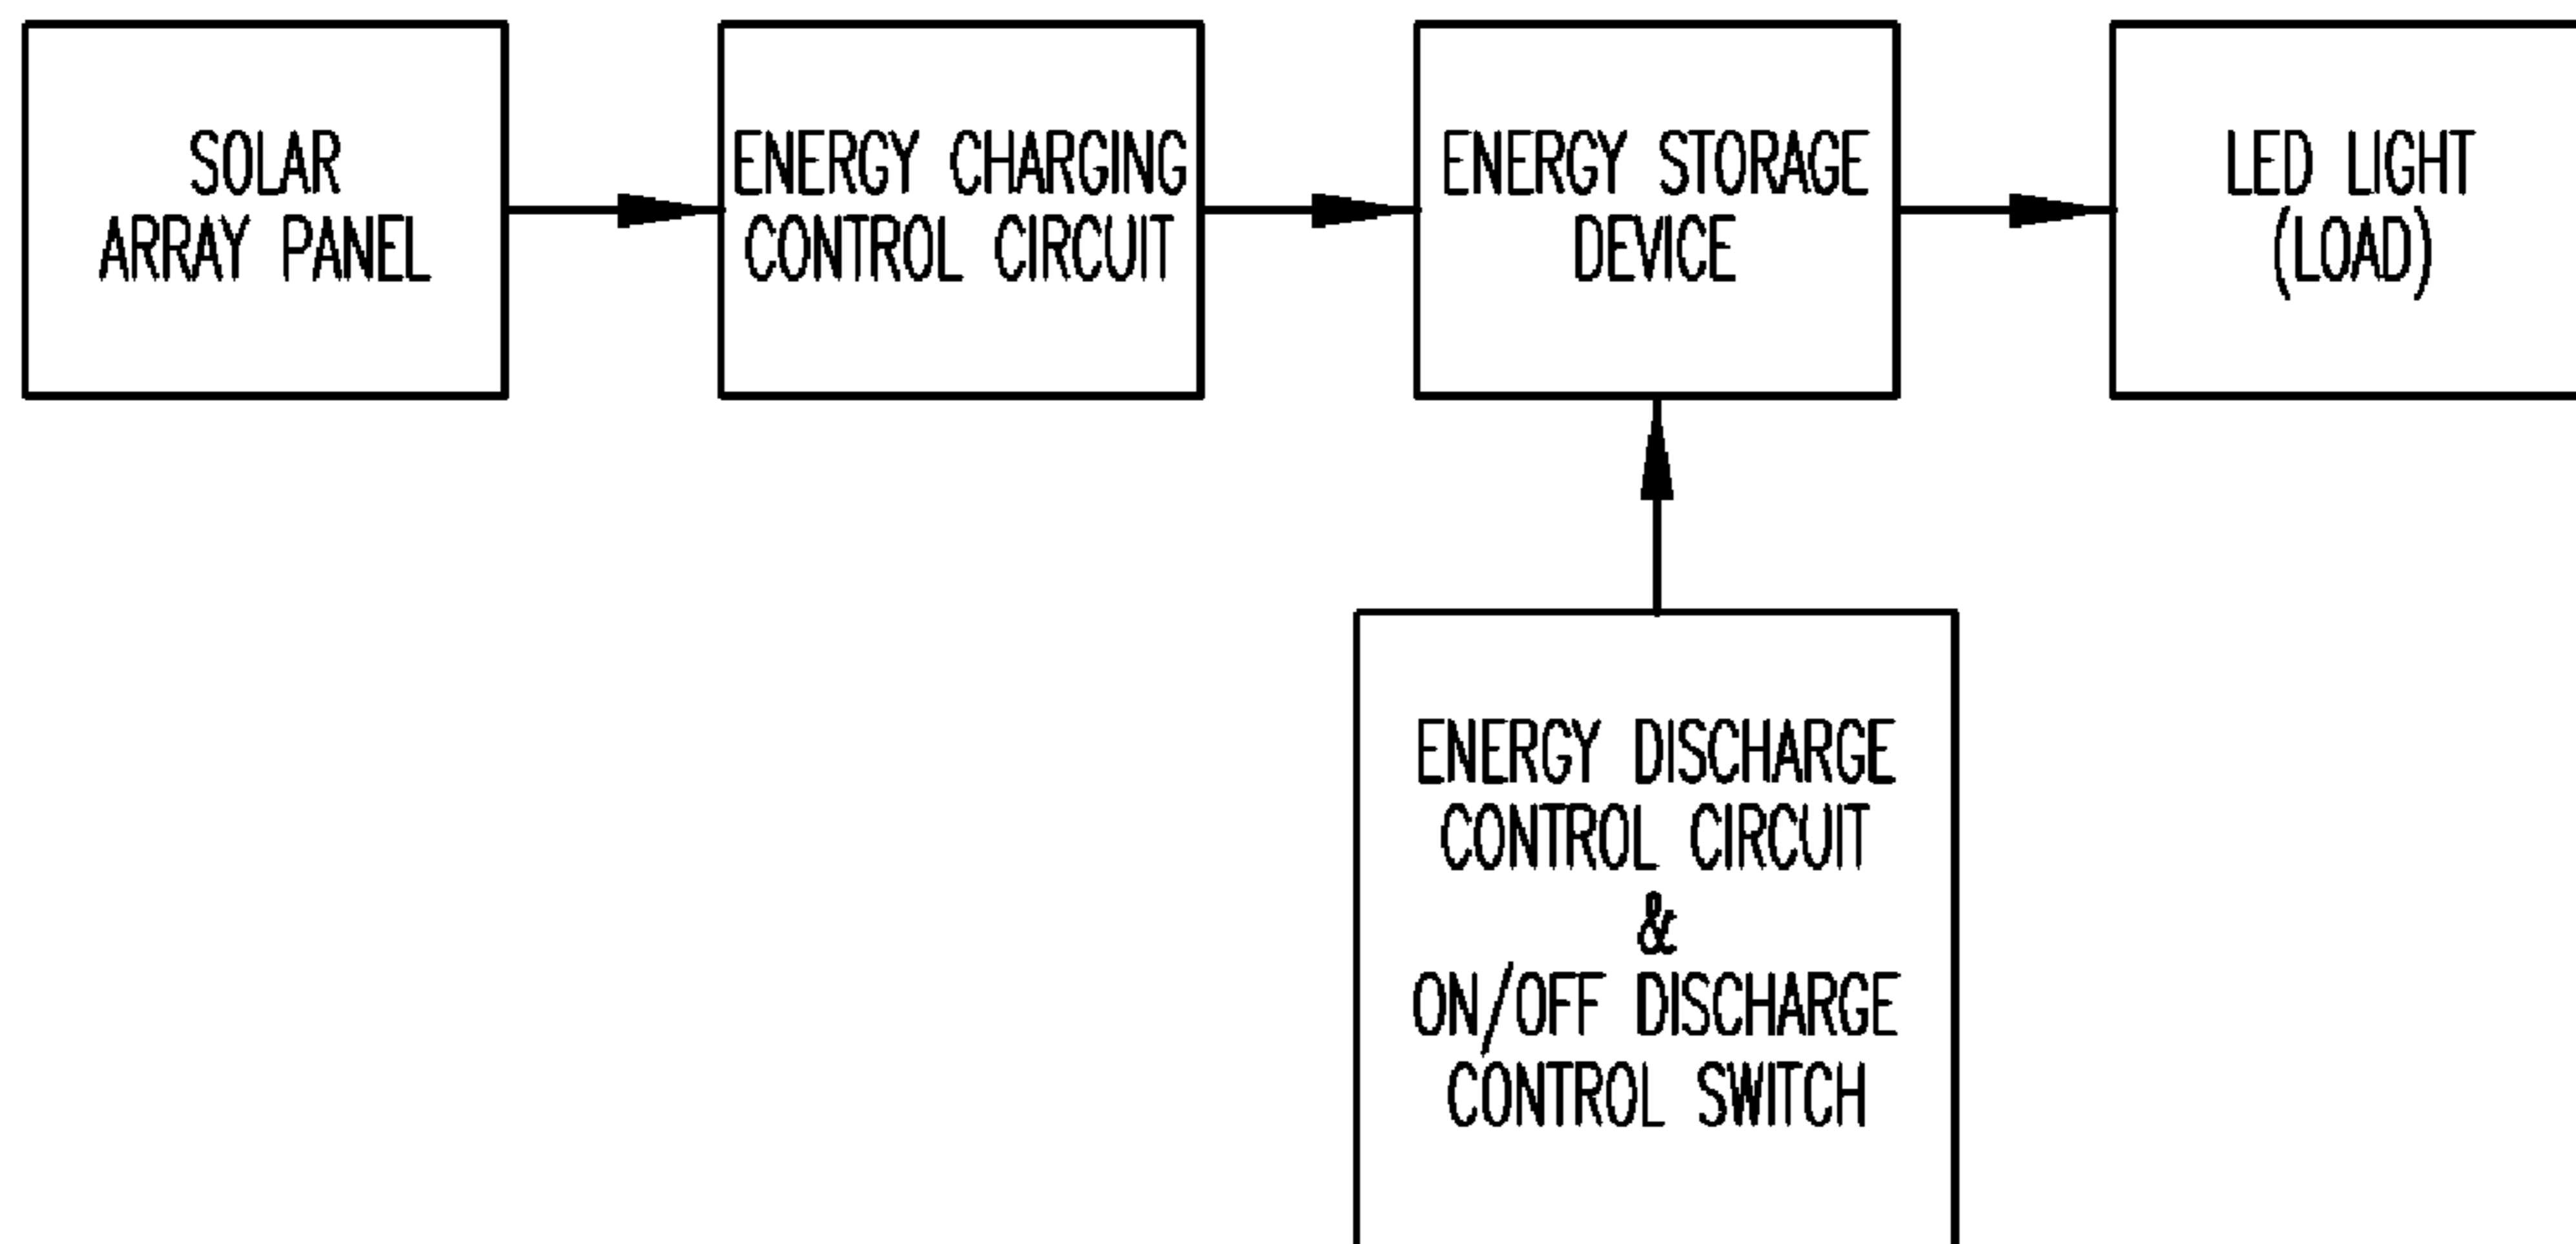 SOLAR
ARRAY PANEL
ENERGY CHARGING
CONTROL CIRCUIT
ENERGY STORAGE
DEVICE
LED LIGHT
(LOAD)
ENERGY DISCHARGE
CONTROL CIRCUIT
&
ON/OFF DISCHARGE
CONTROL SWITCH